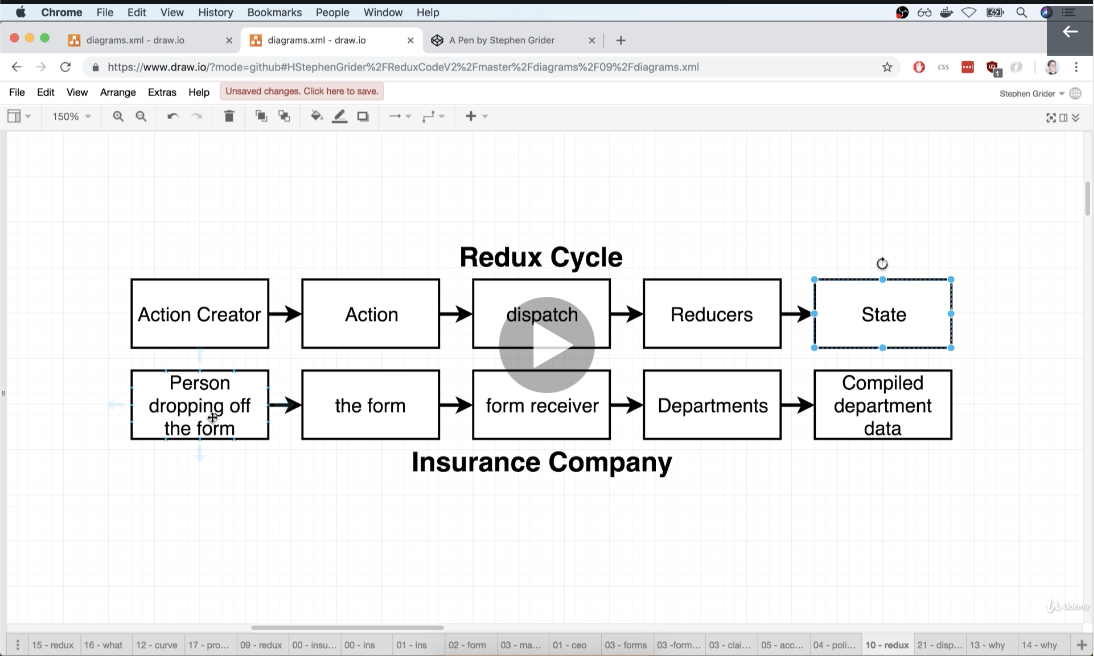 Chrome File Edit View History Bookmarks People Window Help
diagrams.xml - draw.io
diagrams.xml - draw.io
A Pen by Stephen Grider
https://www.draw.io/?mode=github#HStephenGrider%2FReduxCodeV2%2Fmaster%2Fdiagrams%2F09%2Fdiagrams.xml
CSS
1
File Edit View Arrange Extras Help
Unsaved changes. Click here to save.
Stephen Grider
150%
Redux Cycle
Action Creator
Action
dispatch
Reducers
State
Person
dropping off
the form
the form
form receiver
Departments
Compiled
department
data
Insurance Company
Udemy
15 - redux
16 - what
12 - curve
17 - pro...
09 - redux
00 - insu...
00 - ins
01 - ins
02 - form
03 - ma...
01 - ceo
03 - forms
03 -form...
03 - clai...
05 - acc...
04 - poli...
10 - redux
21 - disp...
13 - why
14 - why